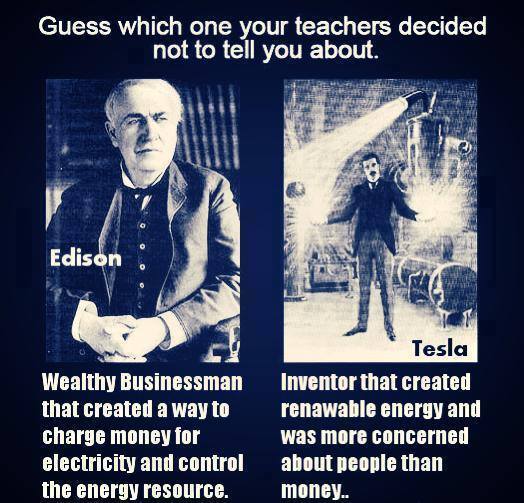 Guess which one your teachers decided
not to tell you about.
Edison
Tesla
Wealthy Businessman
that created a way to
charge money for
electricity and control
the energy resource.
Inventor that created
renawable energy and
was more concerned
about people than
money..